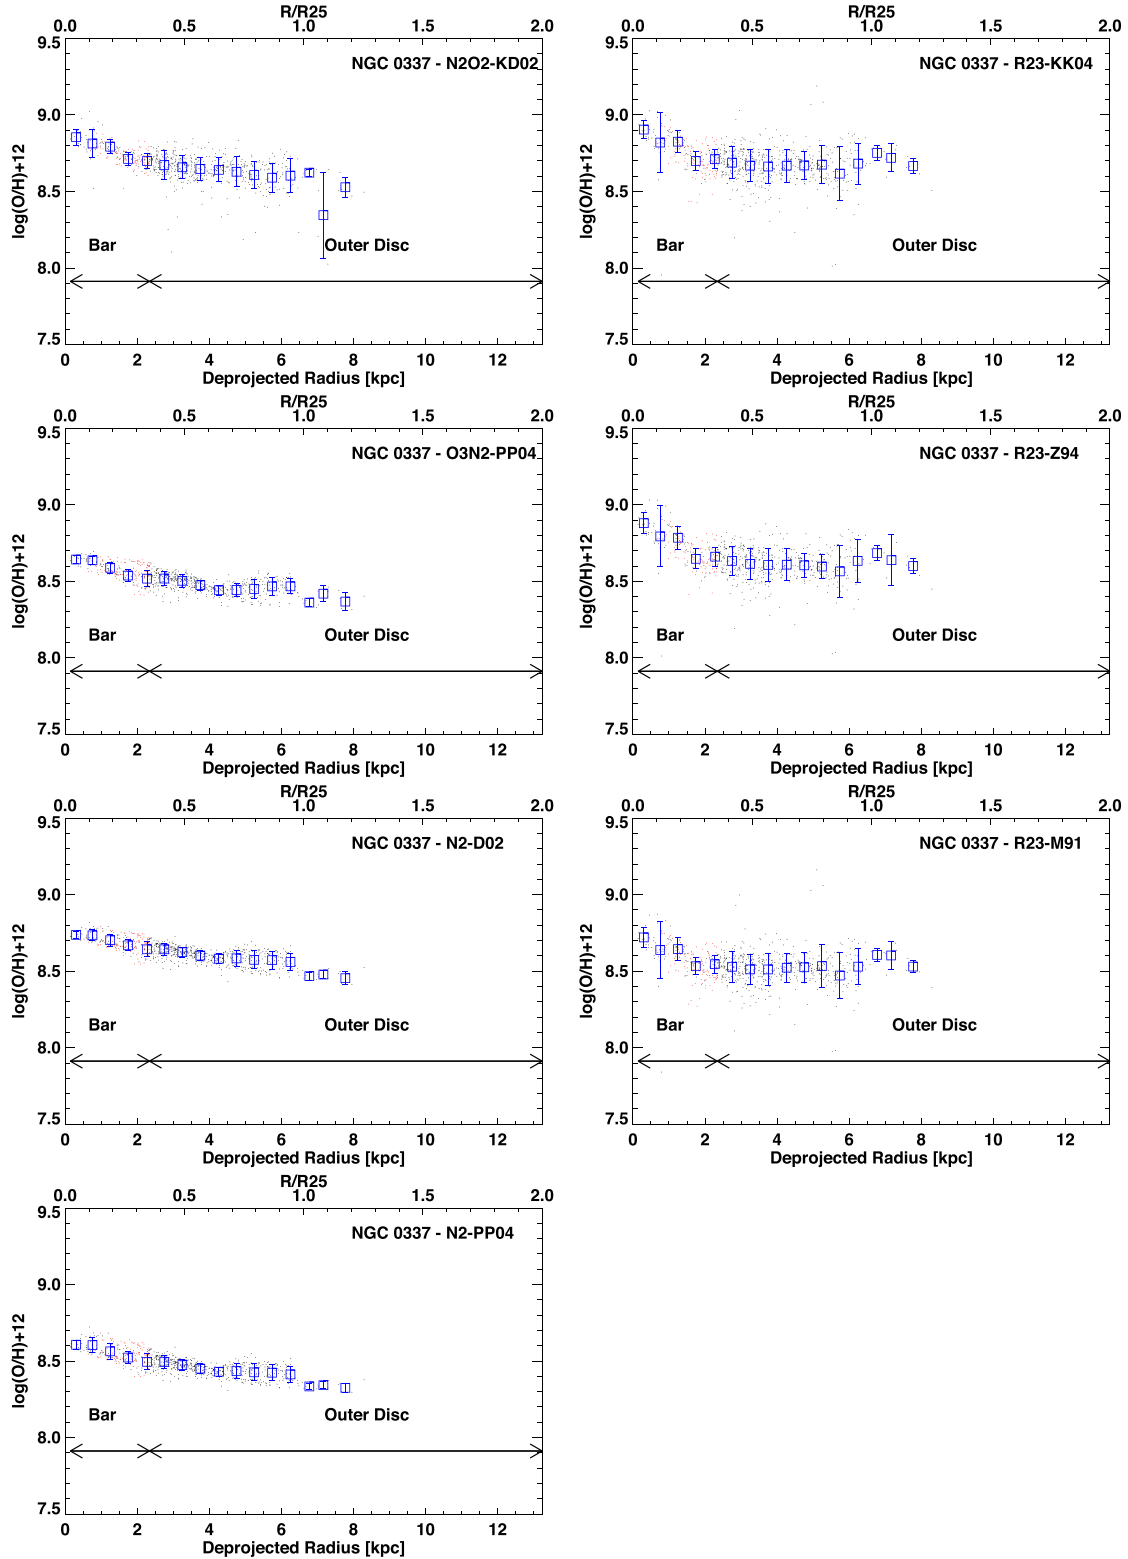 R/R25
0.0 0.5 1.0 1.5 2.0
9.5
NGC 0337 - N2O2-KD02
9.0
8.5
log(O/H)+12
Bar Outer Disc
8.0
7.5
0 2 4 6 8 10 12
Deprojected Radius [kpc]
R/R25
0.0 0.5 1.0 1.5 2.0
9.5
NGC 0337 - R23-KK04
9.0
8.5
log(O/H)+12
Bar Outer Disc
8.0
7.5
0 2 4 6 8 10 12
Deprojected Radius [kpc]
R/R25
0.0 0.5 1.0 1.5 2.0
9.5
NGC 0337 - O3N2-PP04
9.0
8.5
log(O/H)+12
Bar Outer Disc
8.0
7.5
0 2 4 6 8 10 12
Deprojected Radius [kpc]
R/R25
0.0 0.5 1.0 1.5 2.0
9.5
NGC 0337 - R23-Z94
9.0
8.5
log(O/H)+12
Bar Outer Disc
8.0
7.5
0 2 4 6 8 10 12
Deprojected Radius [kpc]
R/R25
0.0 0.5 1.0 1.5 2.0
9.5
NGC 0337 - N2-D02
9.0
8.5
log(O/H)+12
Bar Outer Disc
8.0
7.5
0 2 4 6 8 10 12
Deprojected Radius [kpc]
R/R25
0.0 0.5 1.0 1.5 2.0
9.5
NGC 0337 - R23-M91
9.0
8.5
log(O/H)+12
Bar Outer Disc
8.0
7.5
0 2 4 6 8 10 12
Deprojected Radius [kpc]
R/R25
0.0 0.5 1.0 1.5 2.0
9.5
NGC 0337 - N2-PP04
9.0
8.5
log(O/H)+12
Bar Outer Disc
8.0
7.5
0 2 4 6 8 10 12
Deprojected Radius [kpc]